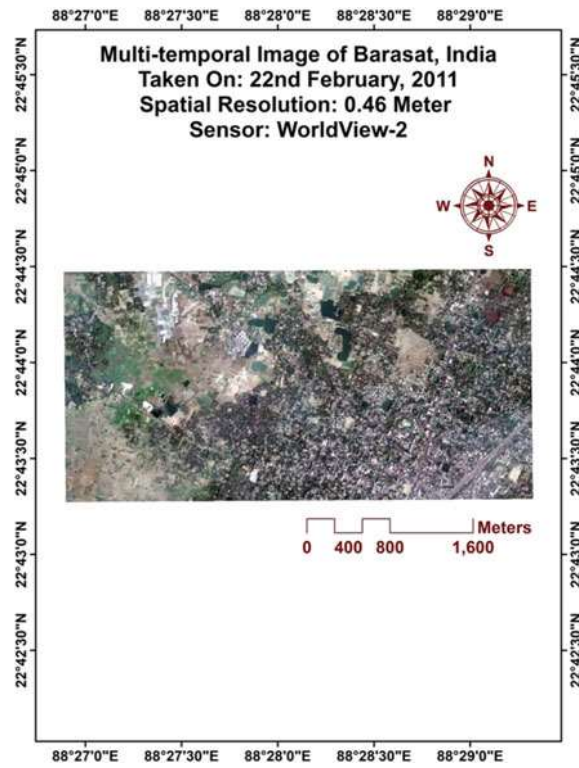 88°27'0"E 88°27'30"E 88°28'0"E 88°28'30"E 88°29'0"E
Multi-temporal Image of Barasat, India
Taken On: 22nd February, 2011
Spatial Resolution: 0.46 Meter
Sensor: WorldView-2
N
W E
S
Meters
0 400 800 1,600
22°45'30"N
22°45'0"N
22°44'30"N
22°44'0"N
22°43'30"N
22°43'0"N
22°42'30"N
22°45'30"N
22°45'0"N
22°44'30"N
22°44'0"N
22°43'30"N
22°43'0"N
22°42'30"N
88°27'0"E 88°27'30"E 88°28'0"E 88°28'30"E 88°29'0"E